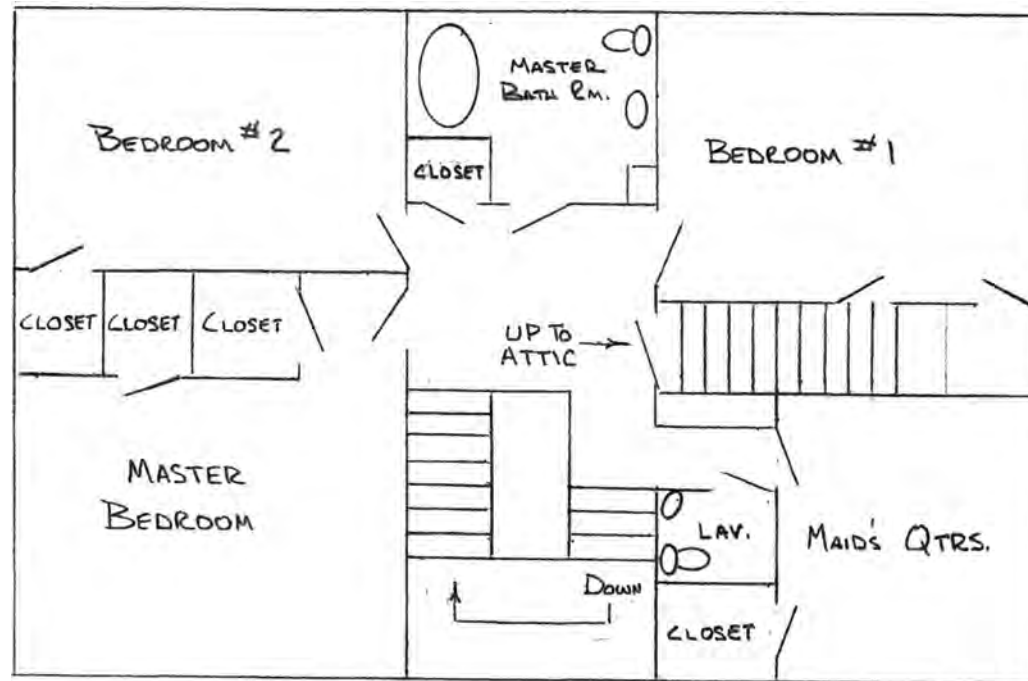 MASTER
BATH RM.
BEDROOM #2
BEDROOM #1
CLOSET
CLOSET
CLOSET
CLOSET
UP TO
ATTIC
MASTER
BEDROOM
LAV.
MAID'S QTRS.
DOWN
CLOSET